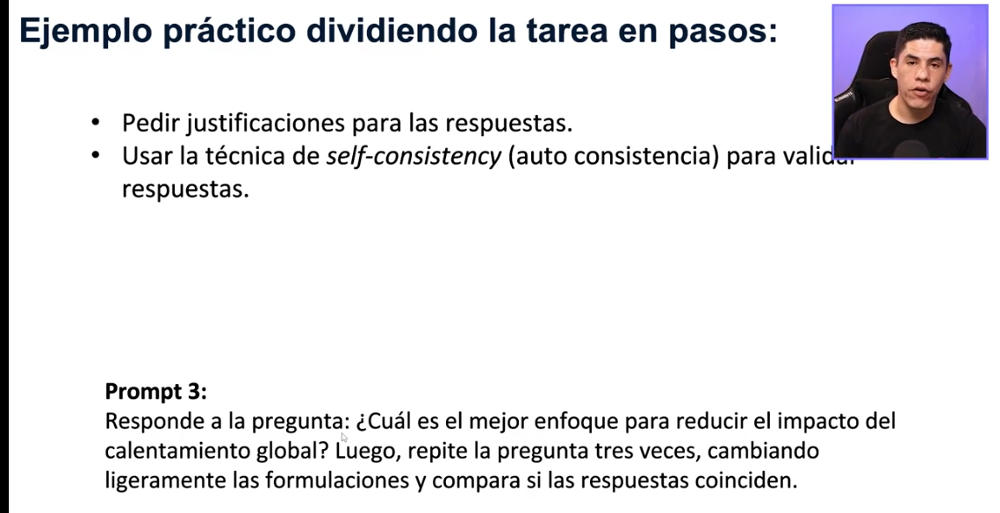 Ejemplo práctico dividiendo la tarea en pasos:
• Pedir justificaciones para las respuestas.
• Usar la técnica de self-consistency (auto consistencia) para
respuestas.
Prompt 3:
Responde a la pregunta: ¿Cuál es el mejor enfoque para reducir el impacto del
calentamiento global? Luego, repite la pregunta tres veces, cambiando
ligeramente las formulaciones y compara si las respuestas coinciden.